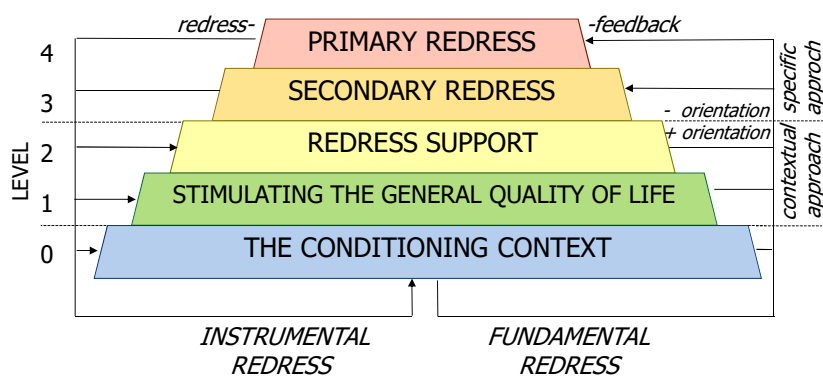 redress-
PRIMARY REDRESS
-feedback
4
SECONDARY REDRESS
3
- orientation
specific approch
REDRESS SUPPORT
+ orientation
2
STIMULATING THE GENERAL QUALITY OF LIFE
1
contextual
approach
LEVEL
THE CONDITIONING CONTEXT
0
INSTRUMENTAL
REDRESS
FUNDAMENTAL
REDRESS